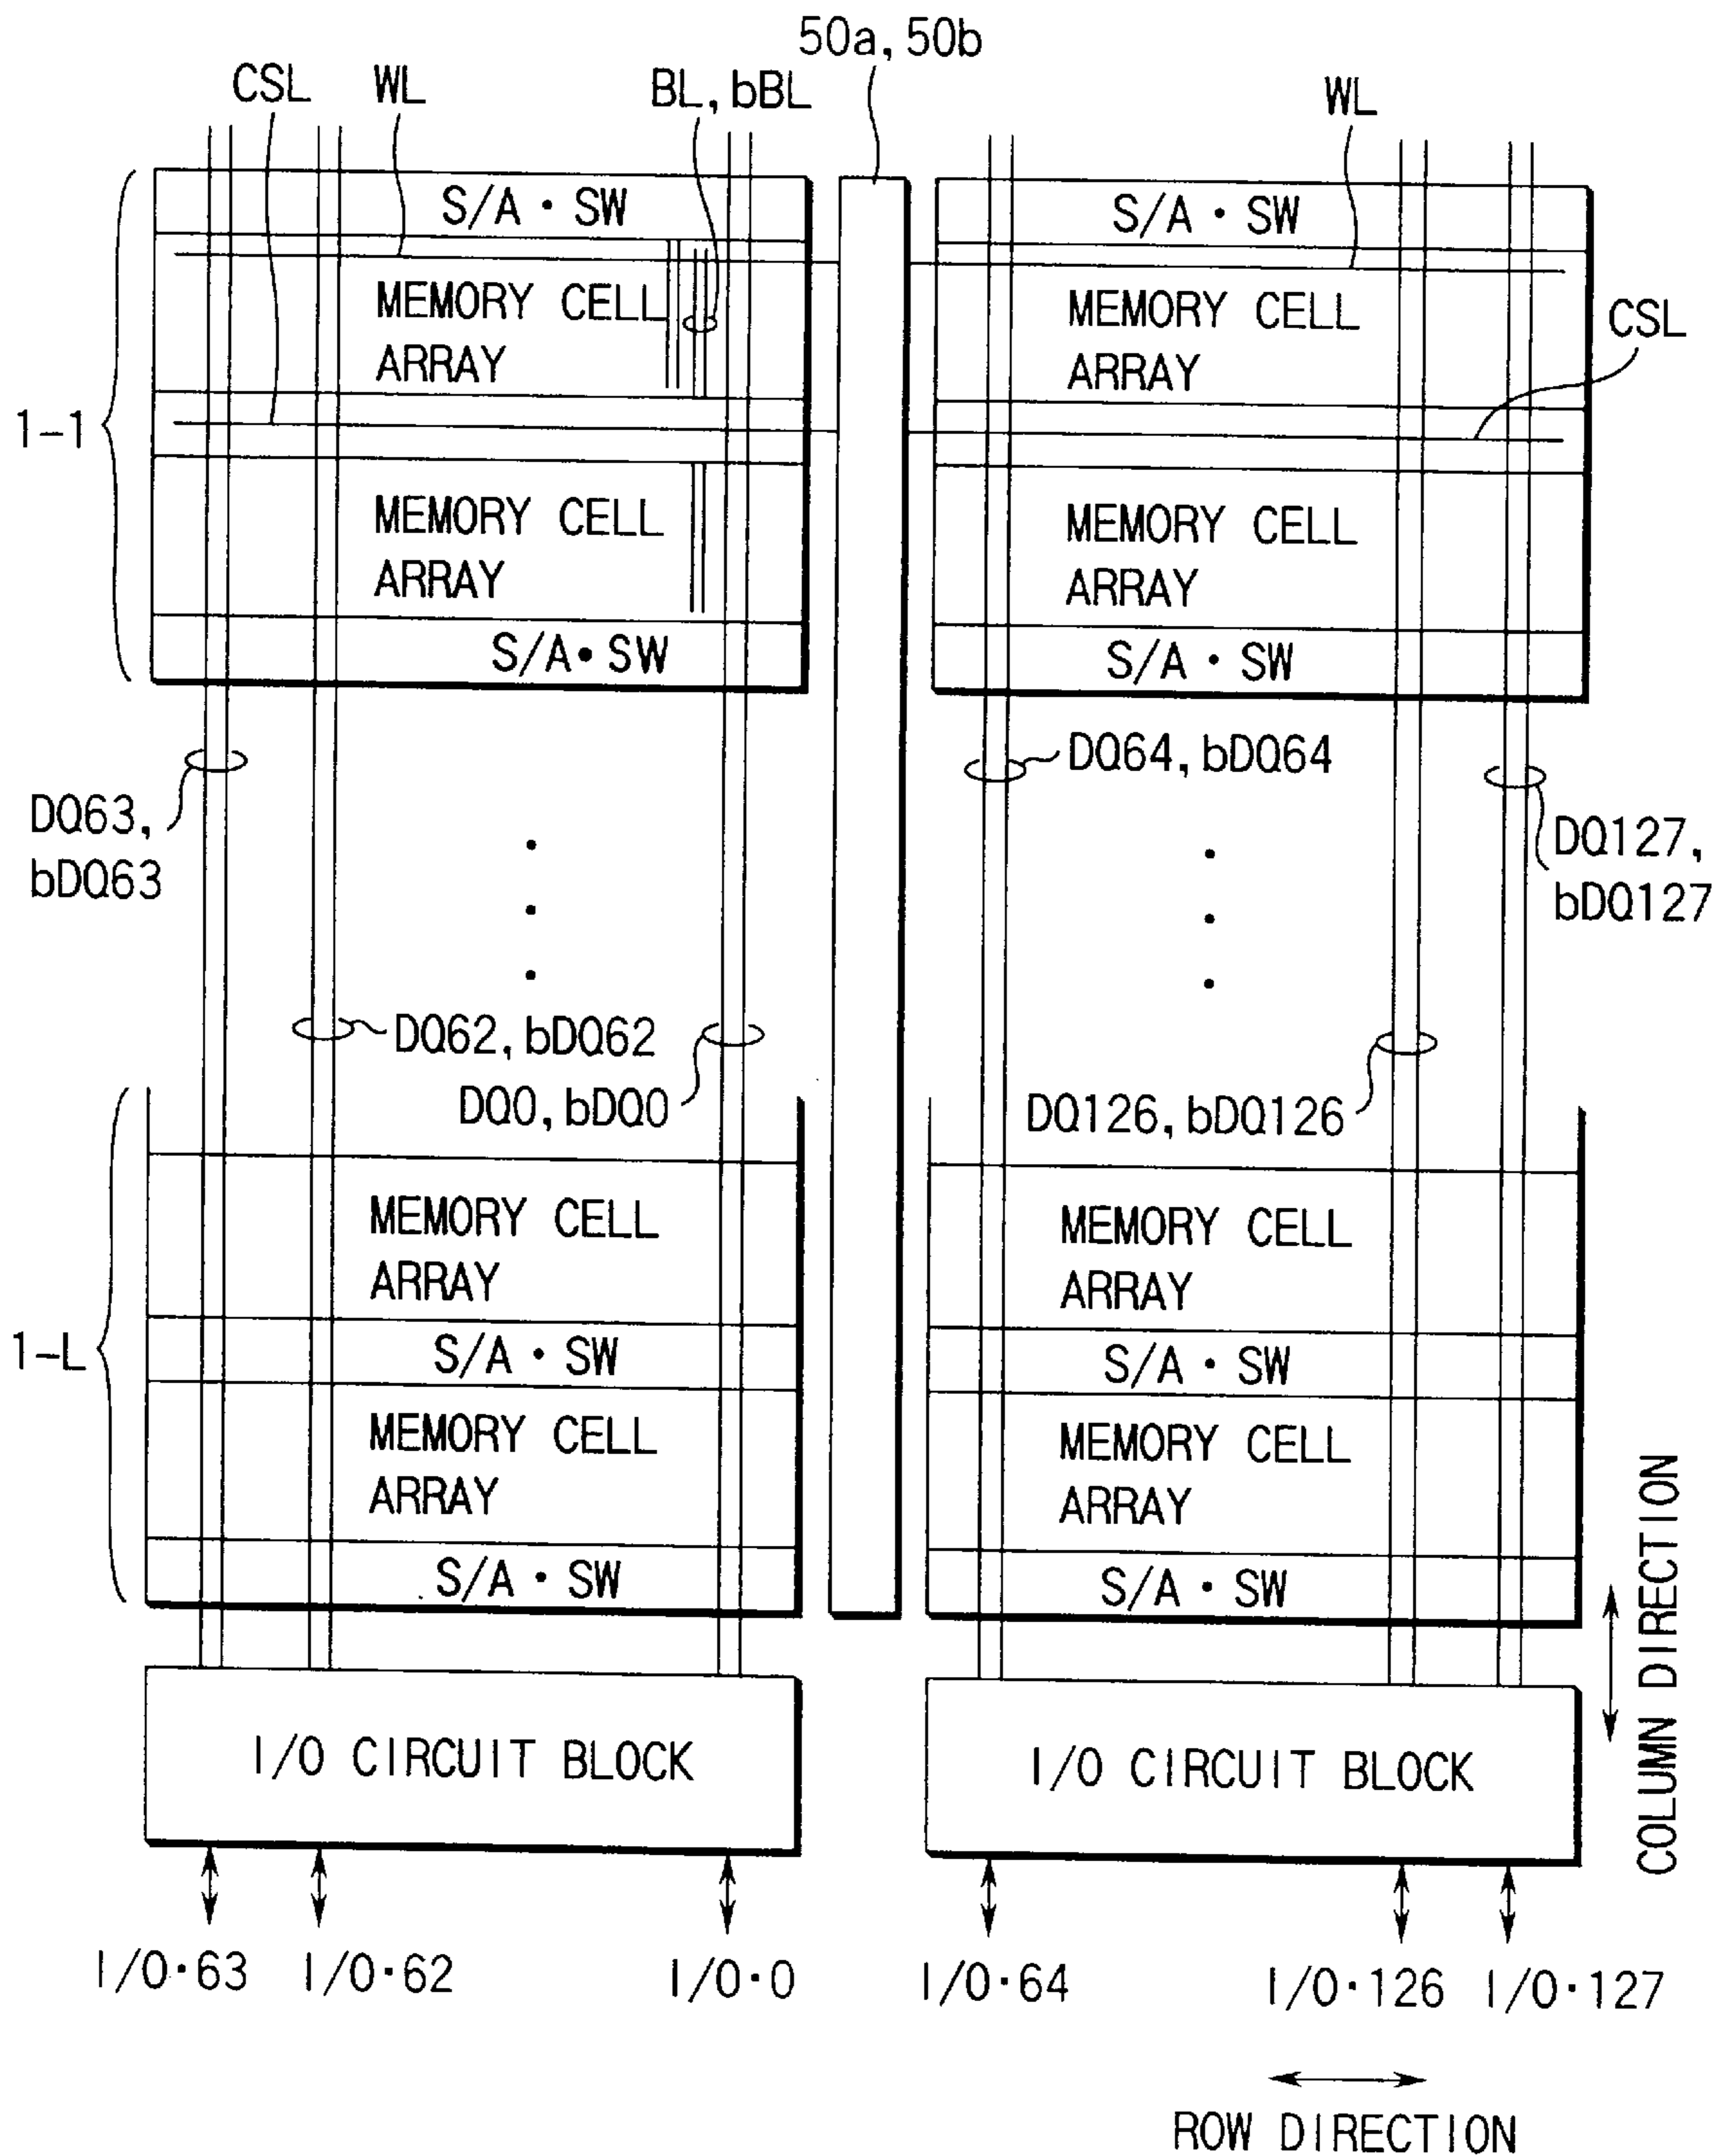 50a, 50b
CSL
WL
BL, bBL
WL
S/A・SW
S/A・SW
MEMORY CELL
ARRAY
MEMORY CELL
ARRAY
CSL
1-1
MEMORY CELL
ARRAY
MEMORY CELL
ARRAY
S/A・SW
S/A・SW
DQ63,
bDQ63
DQ64, bDQ64
DQ127,
bDQ127
DQ62, bDQ62
DQ0, bDQ0
DQ126, bDQ126
MEMORY CELL
ARRAY
MEMORY CELL
ARRAY
1-L
S/A・SW
S/A・SW
MEMORY CELL
ARRAY
MEMORY CELL
ARRAY
S/A・SW
S/A・SW
COLUMN DIRECTION
I/O CIRCUIT BLOCK
I/O CIRCUIT BLOCK
I/O・63
I/O・62
I/O・0
I/O・64
I/O・126
I/O・127
ROW DIRECTION